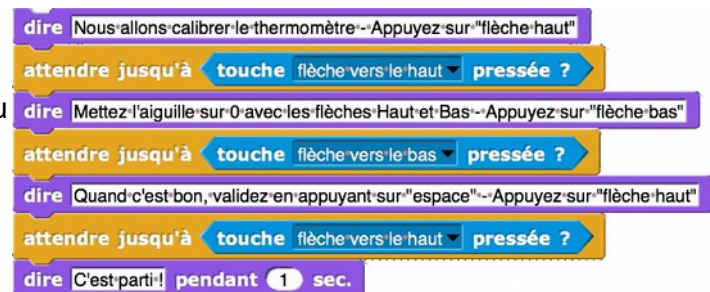 dire Nous allons calibrer le thermomètre - Appuyez sur "flèche haut"
attendre jusqu'à touche flèche vers le haut pressée ?
u dire Mettez l'aiguille sur 0 avec les flèches Haut et Bas - Appuyez sur "flèche bas"
attendre jusqu'à touche flèche vers le bas pressée ?
dire Quand c'est bon, validez en appuyant sur "espace" - Appuyez sur "flèche haut"
attendre jusqu'à touche flèche vers le haut pressée ?
dire C'est parti ! pendant 1 sec.